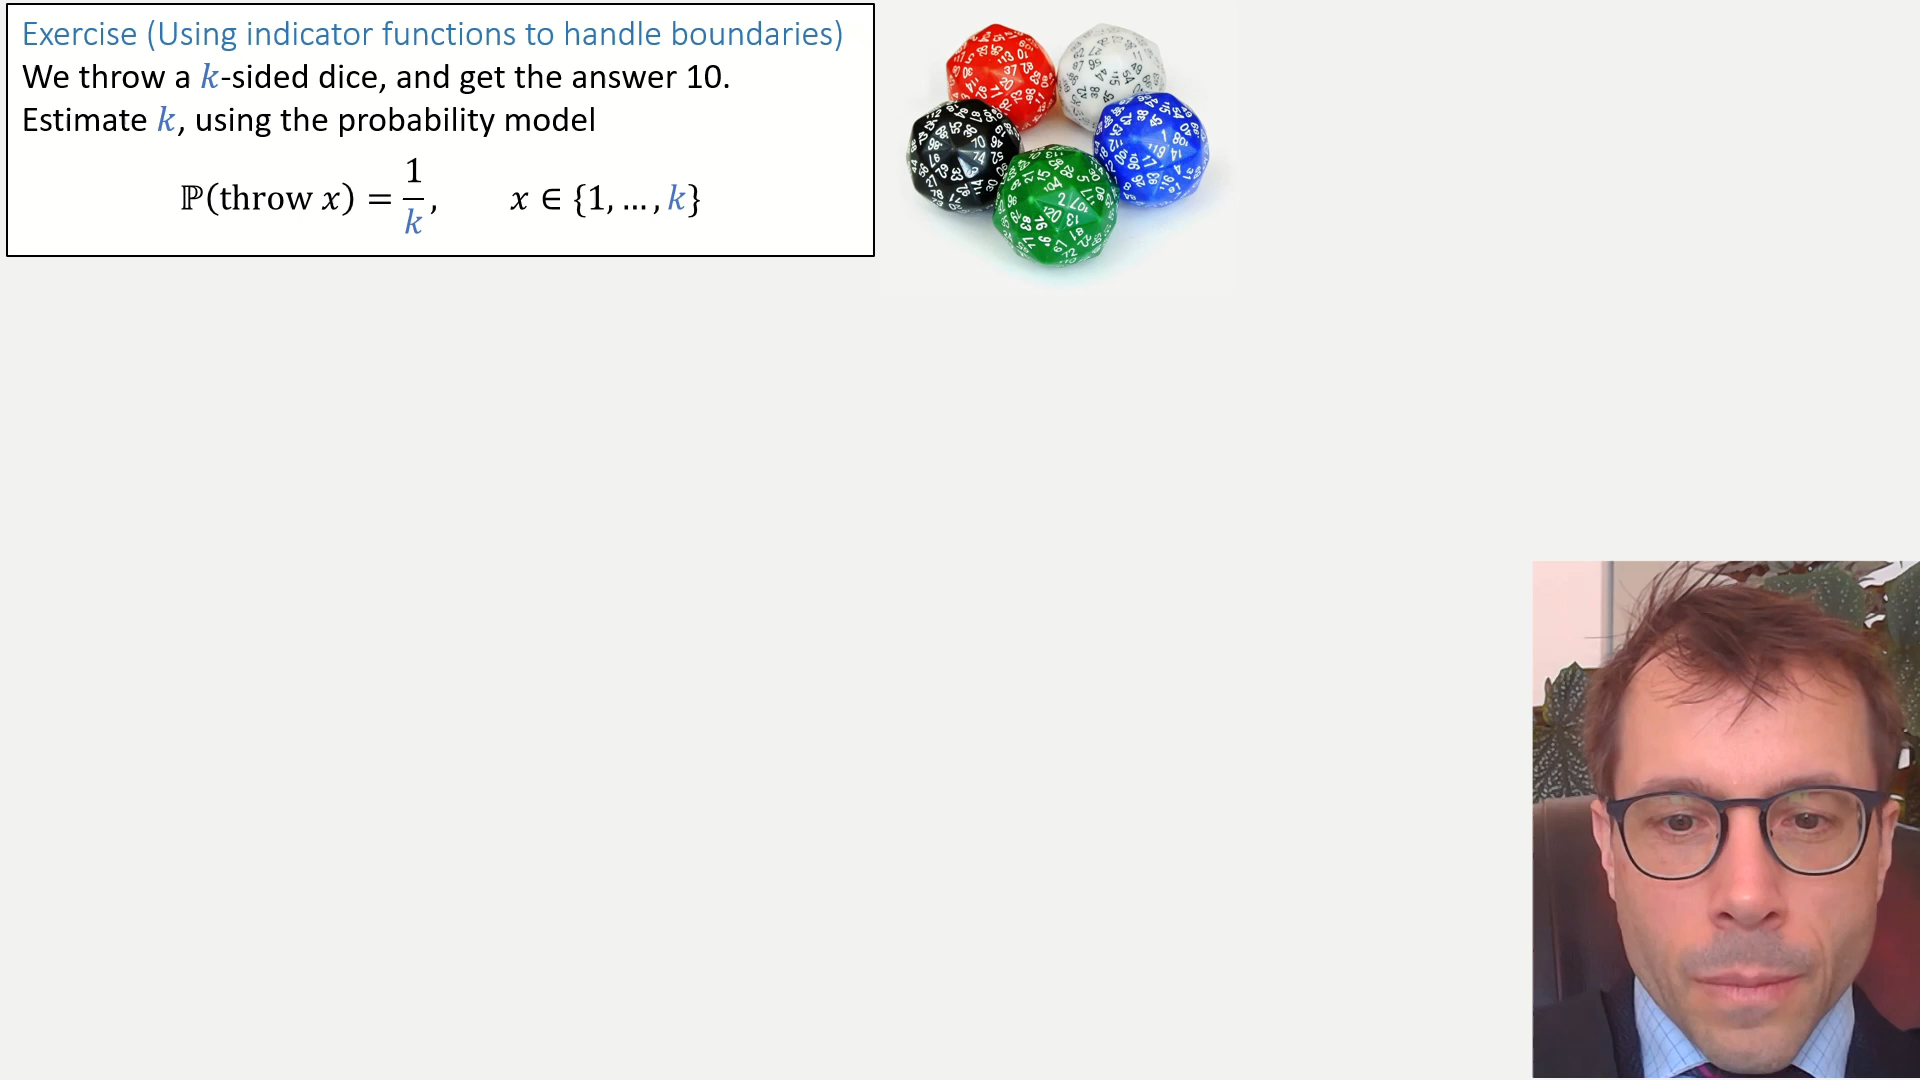 Exercise (Using indicator functions to handle boundaries)
We throw a k-sided dice, and get the answer 10.
Estimate k, using the probability model
ℙ(throw x) = 1/k, x ∈ {1, … , k}